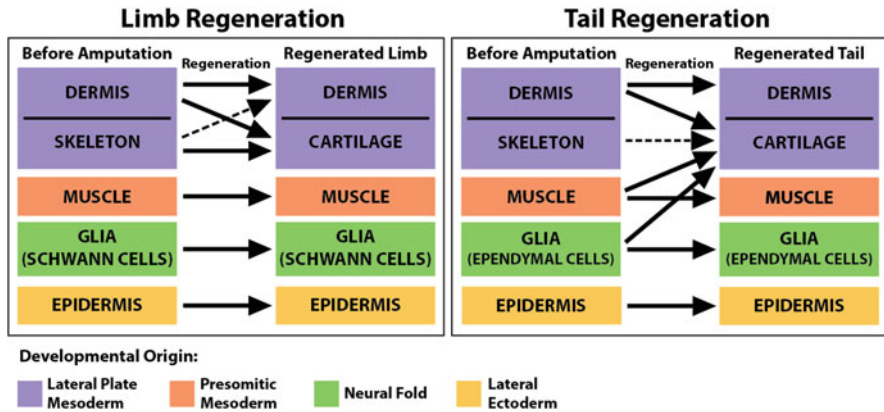 Limb Regeneration
Before Amputation
Regeneration
Regenerated Limb
DERMIS
DERMIS
SKELETON
CARTILAGE
MUSCLE
MUSCLE
GLIA
(SCHWANN CELLS)
GLIA
(SCHWANN CELLS)
EPIDERMIS
EPIDERMIS
Tail Regeneration
Before Amputation
Regeneration
Regenerated Tail
DERMIS
DERMIS
SKELETON
CARTILAGE
MUSCLE
MUSCLE
GLIA
(EPENDYMAL CELLS)
GLIA
(EPENDYMAL CELLS)
EPIDERMIS
EPIDERMIS
Developmental Origin:
Lateral Plate
Mesoderm
Presomitic
Mesoderm
Neural Fold
Lateral
Ectoderm